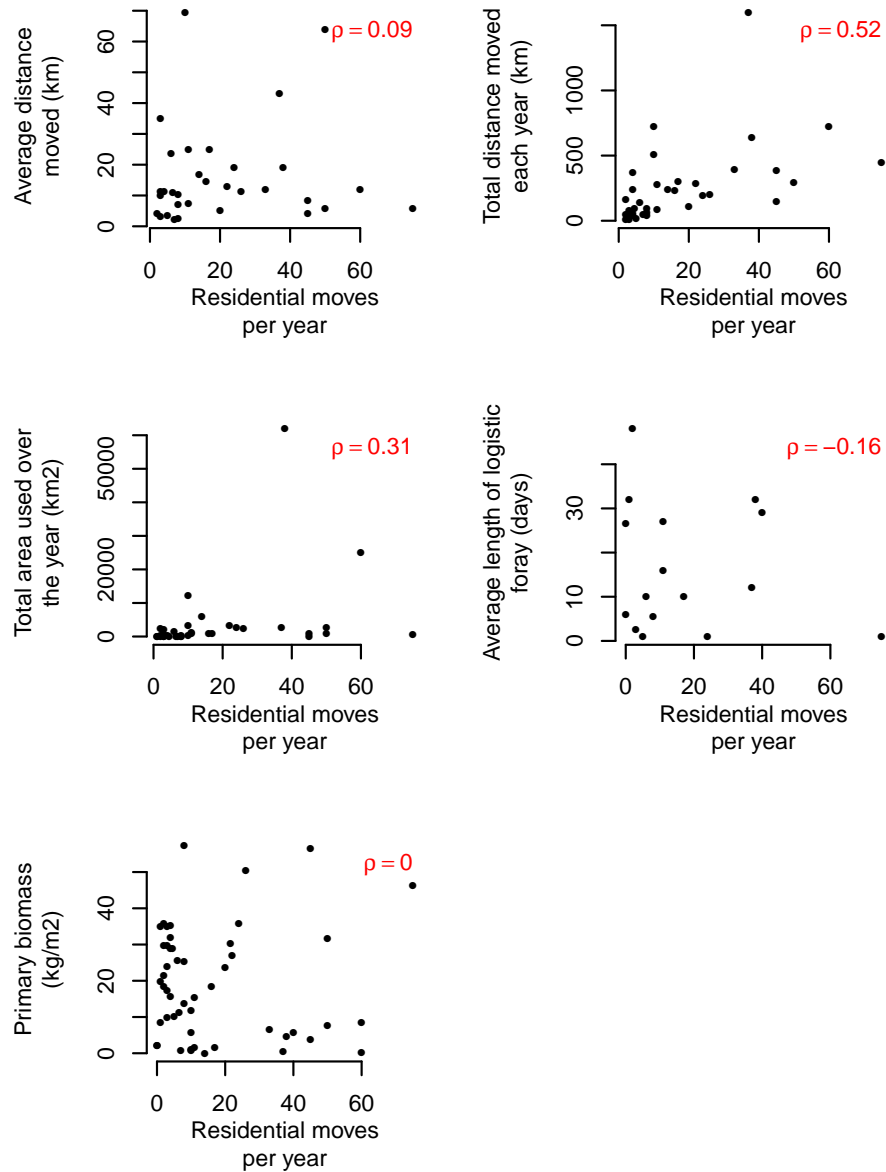 Average distance
moved (km)
0 20 40 60
0 20 40 60
Residential moves
per year
ρ = 0.09
Total distance moved
each year (km)
0 500 1000
0 20 40 60
Residential moves
per year
ρ = 0.52
Total area used over
the year (km2)
0 20000 50000
0 20 40 60
Residential moves
per year
ρ = 0.31
Average length of logistic
foray (days)
0 10 30
0 20 40 60
Residential moves
per year
ρ = −0.16
Primary biomass
(kg/m2)
0 20 40
0 20 40 60
Residential moves
per year
ρ = 0